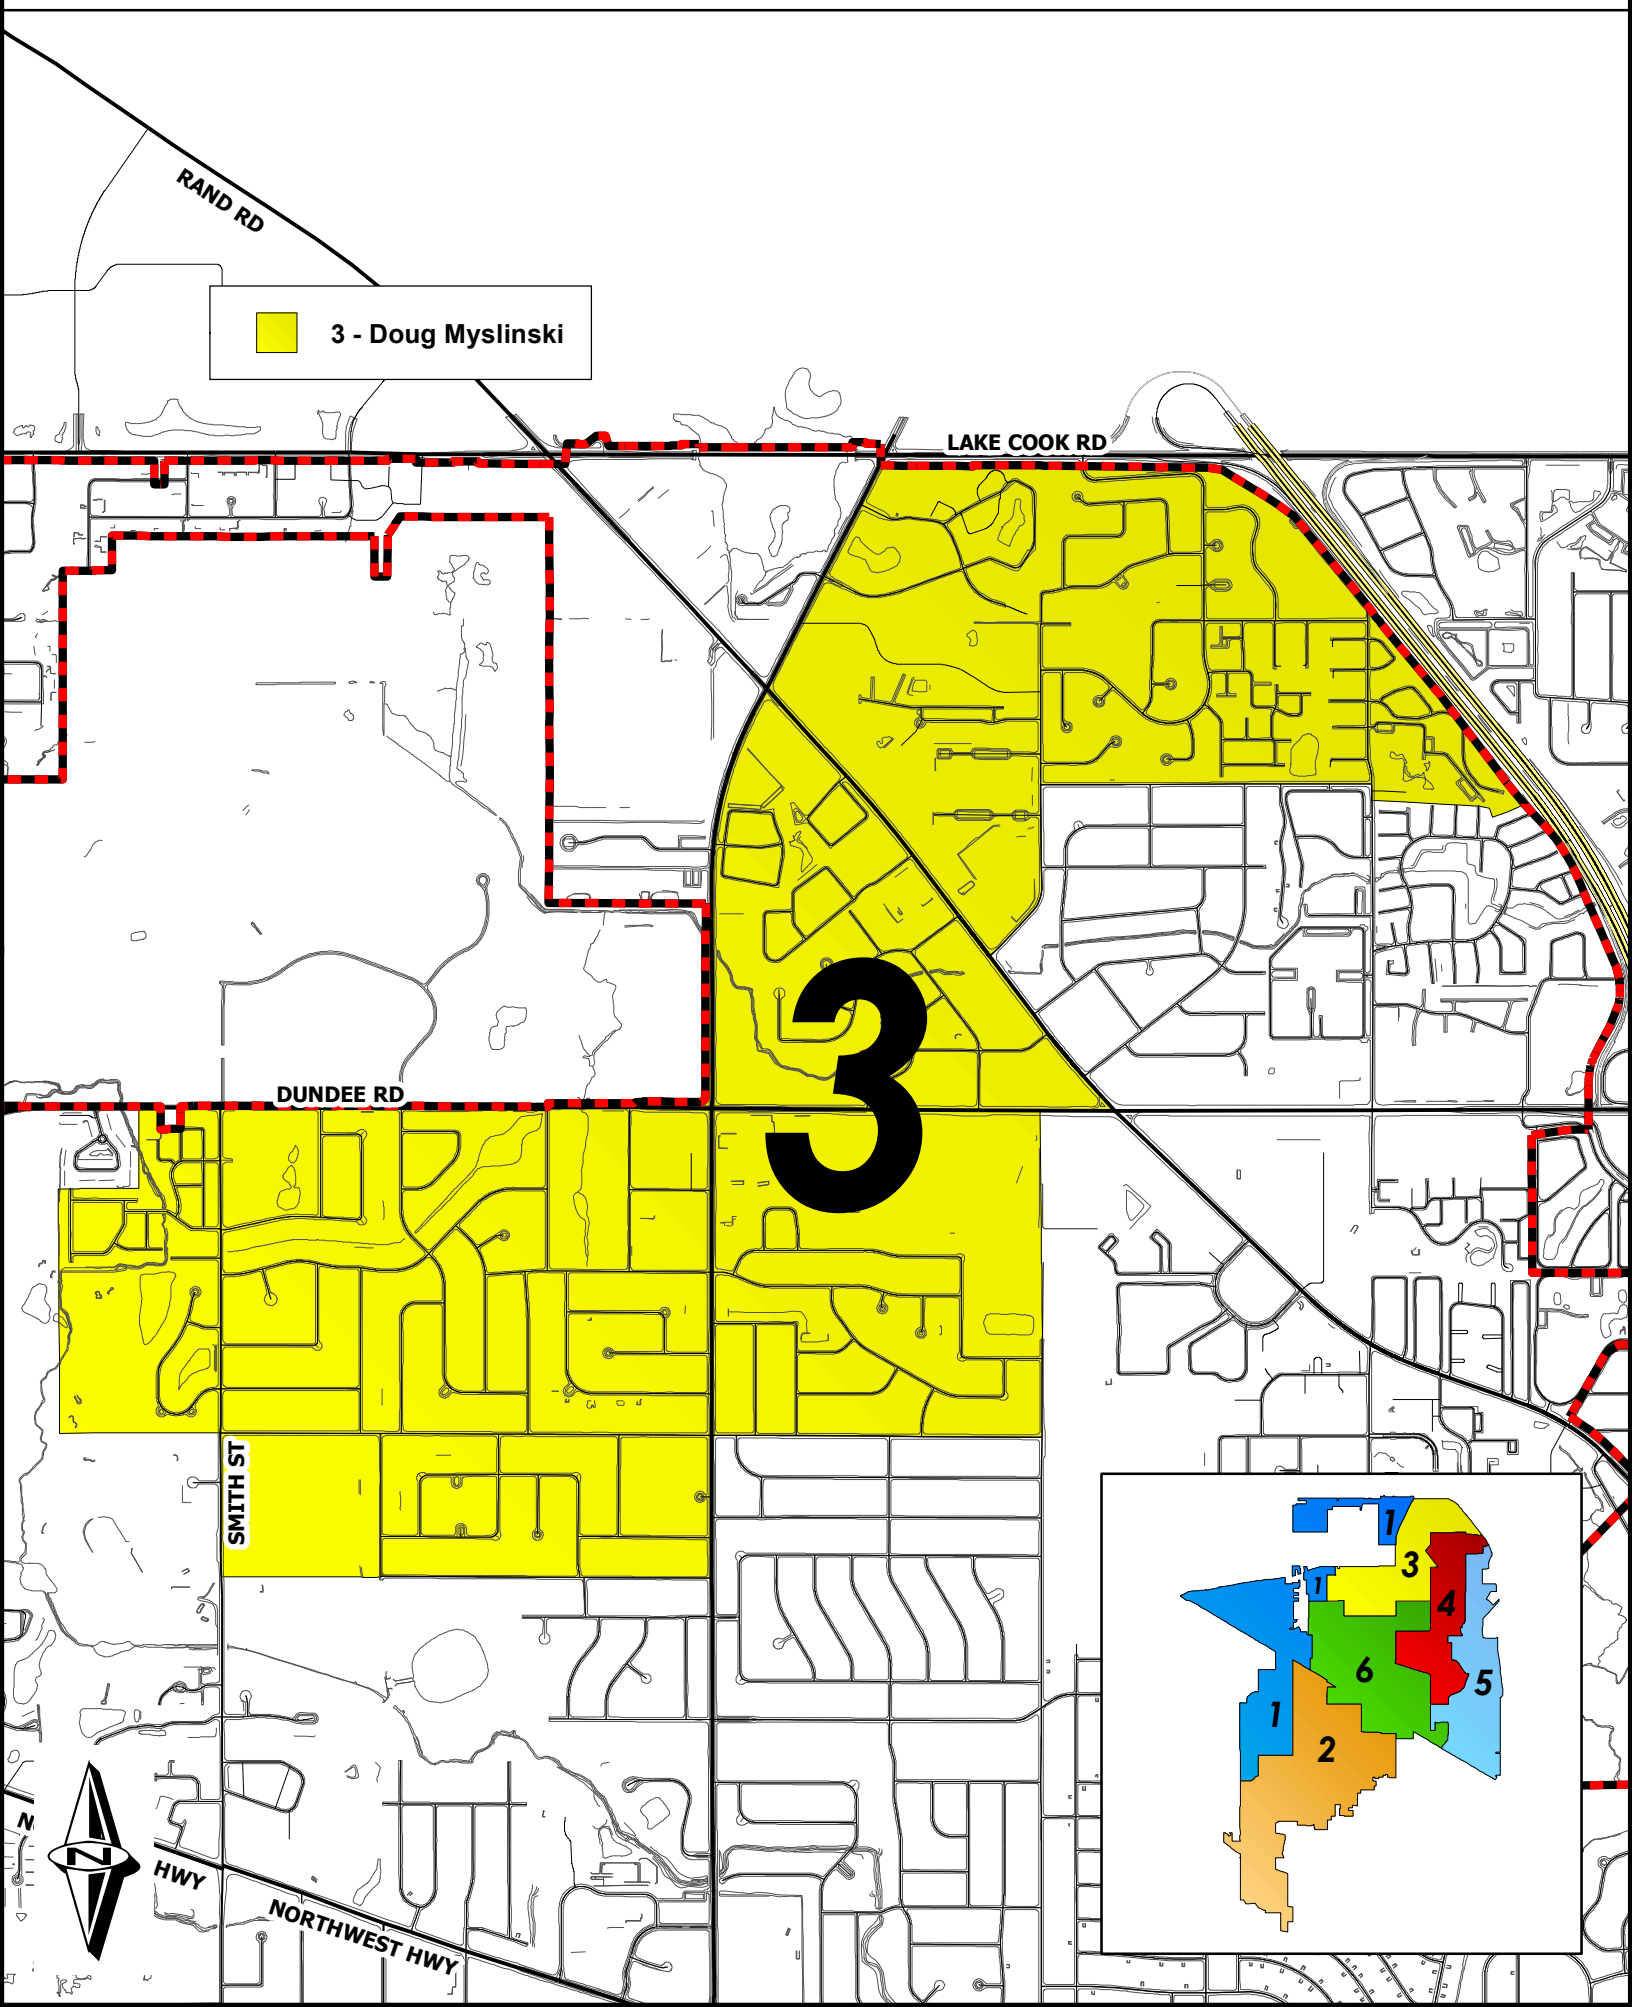 RAND RD
3 - Doug Myslinski
LAKE COOK RD
3
DUNDEE RD
SMITH ST
1
3
1
4
6
5
1
2
N
HWY
NORTHWEST HWY